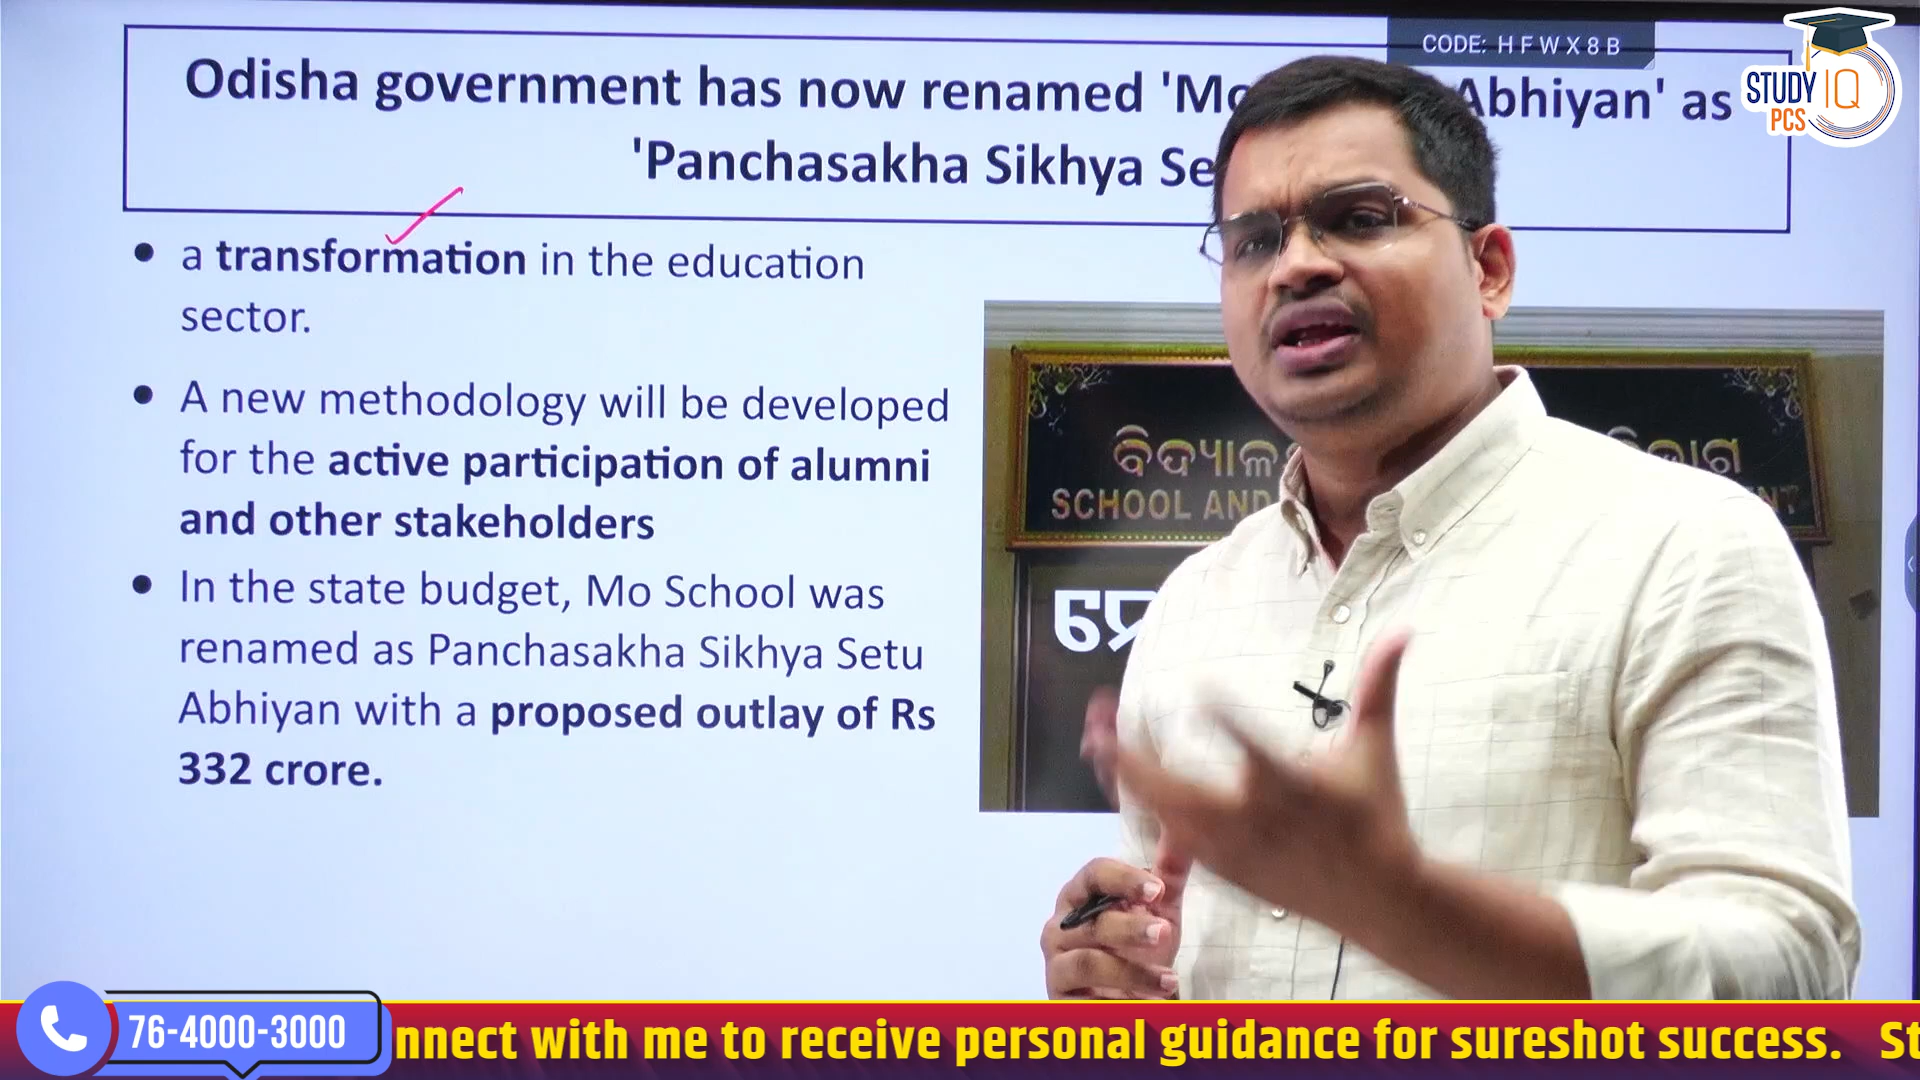 CODE: H F W X 8 B
STUDY IQ
PCS
Odisha government has now renamed 'Mo Abhiyan' as
'Panchasakha Sikhya
a transformation in the education
sector.
A new methodology will be developed
for the active participation of alumni
and other stakeholders
In the state budget, Mo School was
renamed as Panchasakha Sikhya Setu
Abhiyan with a proposed outlay of Rs
332 crore.
SCHOOL AND
76-4000-3000
with me to receive personal guidance for sureshot success.